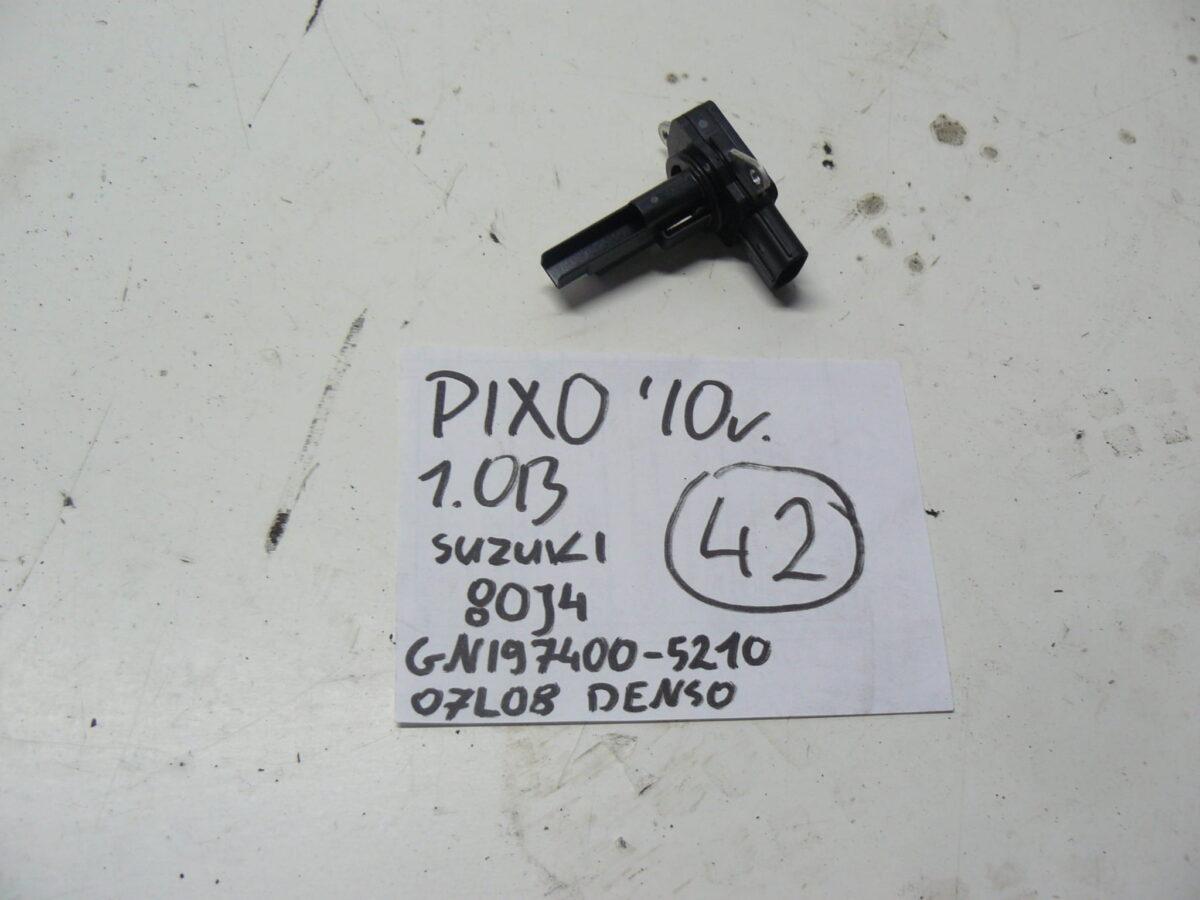 PIXO '10v.
1.0B
SUZUKI
42
80J4
GN197400-5210
07L08 DENSO